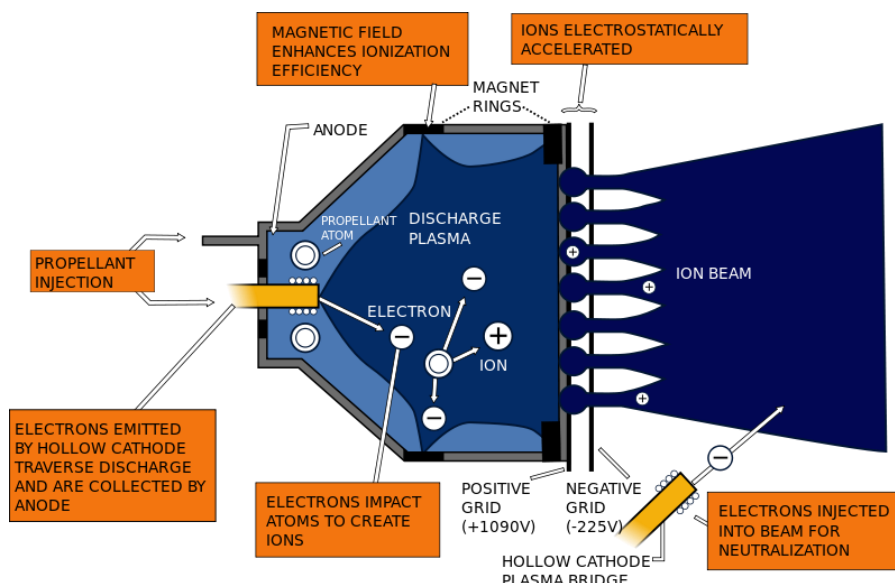 MAGNETIC FIELD
ENHANCES IONIZATION
EFFICIENCY
IONS ELECTROSTATICALLY
ACCELERATED
MAGNET
RINGS
ANODE
PROPELLANT
ATOM
DISCHARGE
PLASMA
PROPELLANT
INJECTION
ION BEAM
ELECTRON
ION
ELECTRONS EMITTED
BY HOLLOW CATHODE
TRAVERSE DISCHARGE
AND ARE COLLECTED BY
ANODE
ELECTRONS IMPACT
ATOMS TO CREATE
IONS
POSITIVE
GRID
(+1090V)
NEGATIVE
GRID
(-225V)
ELECTRONS INJECTED
INTO BEAM FOR
NEUTRALIZATION
HOLLOW CATHODE
PLASMA BRIDGE